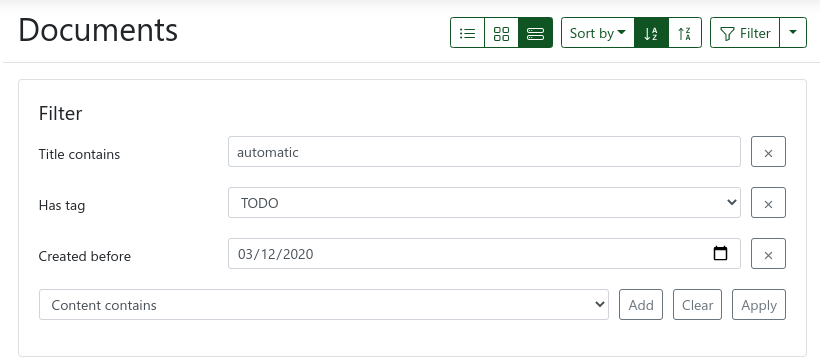 Documents
Sort by
Filter
Filter
Title contains
automatic
Has tag
TODO
Created before
03/12/2020
Content contains
Add
Clear
Apply